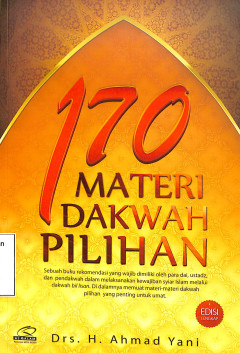 170
MATERI
DAKWAH
PILIHAN
Sebuah buku rekomendasi yang wajib dimiliki oleh para dai, ustadz,
dan pendakwah dalam melaksanakan kewajiban syiar Islam melalui
dakwah bil lisan. Di dalamnya memuat materi-materi dakwah
pilihan yang penting untuk umat.
EDISI
LENGKAP
Drs. H. Ahmad Yani